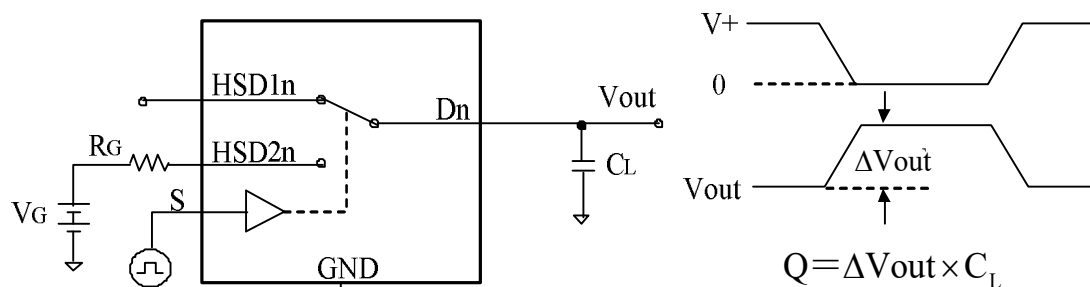 HSD1n
Dn
Vout
RG
HSD2n
CL
VG
S
GND
V+
0
ΔVout
Vout
Q=ΔVout×CL